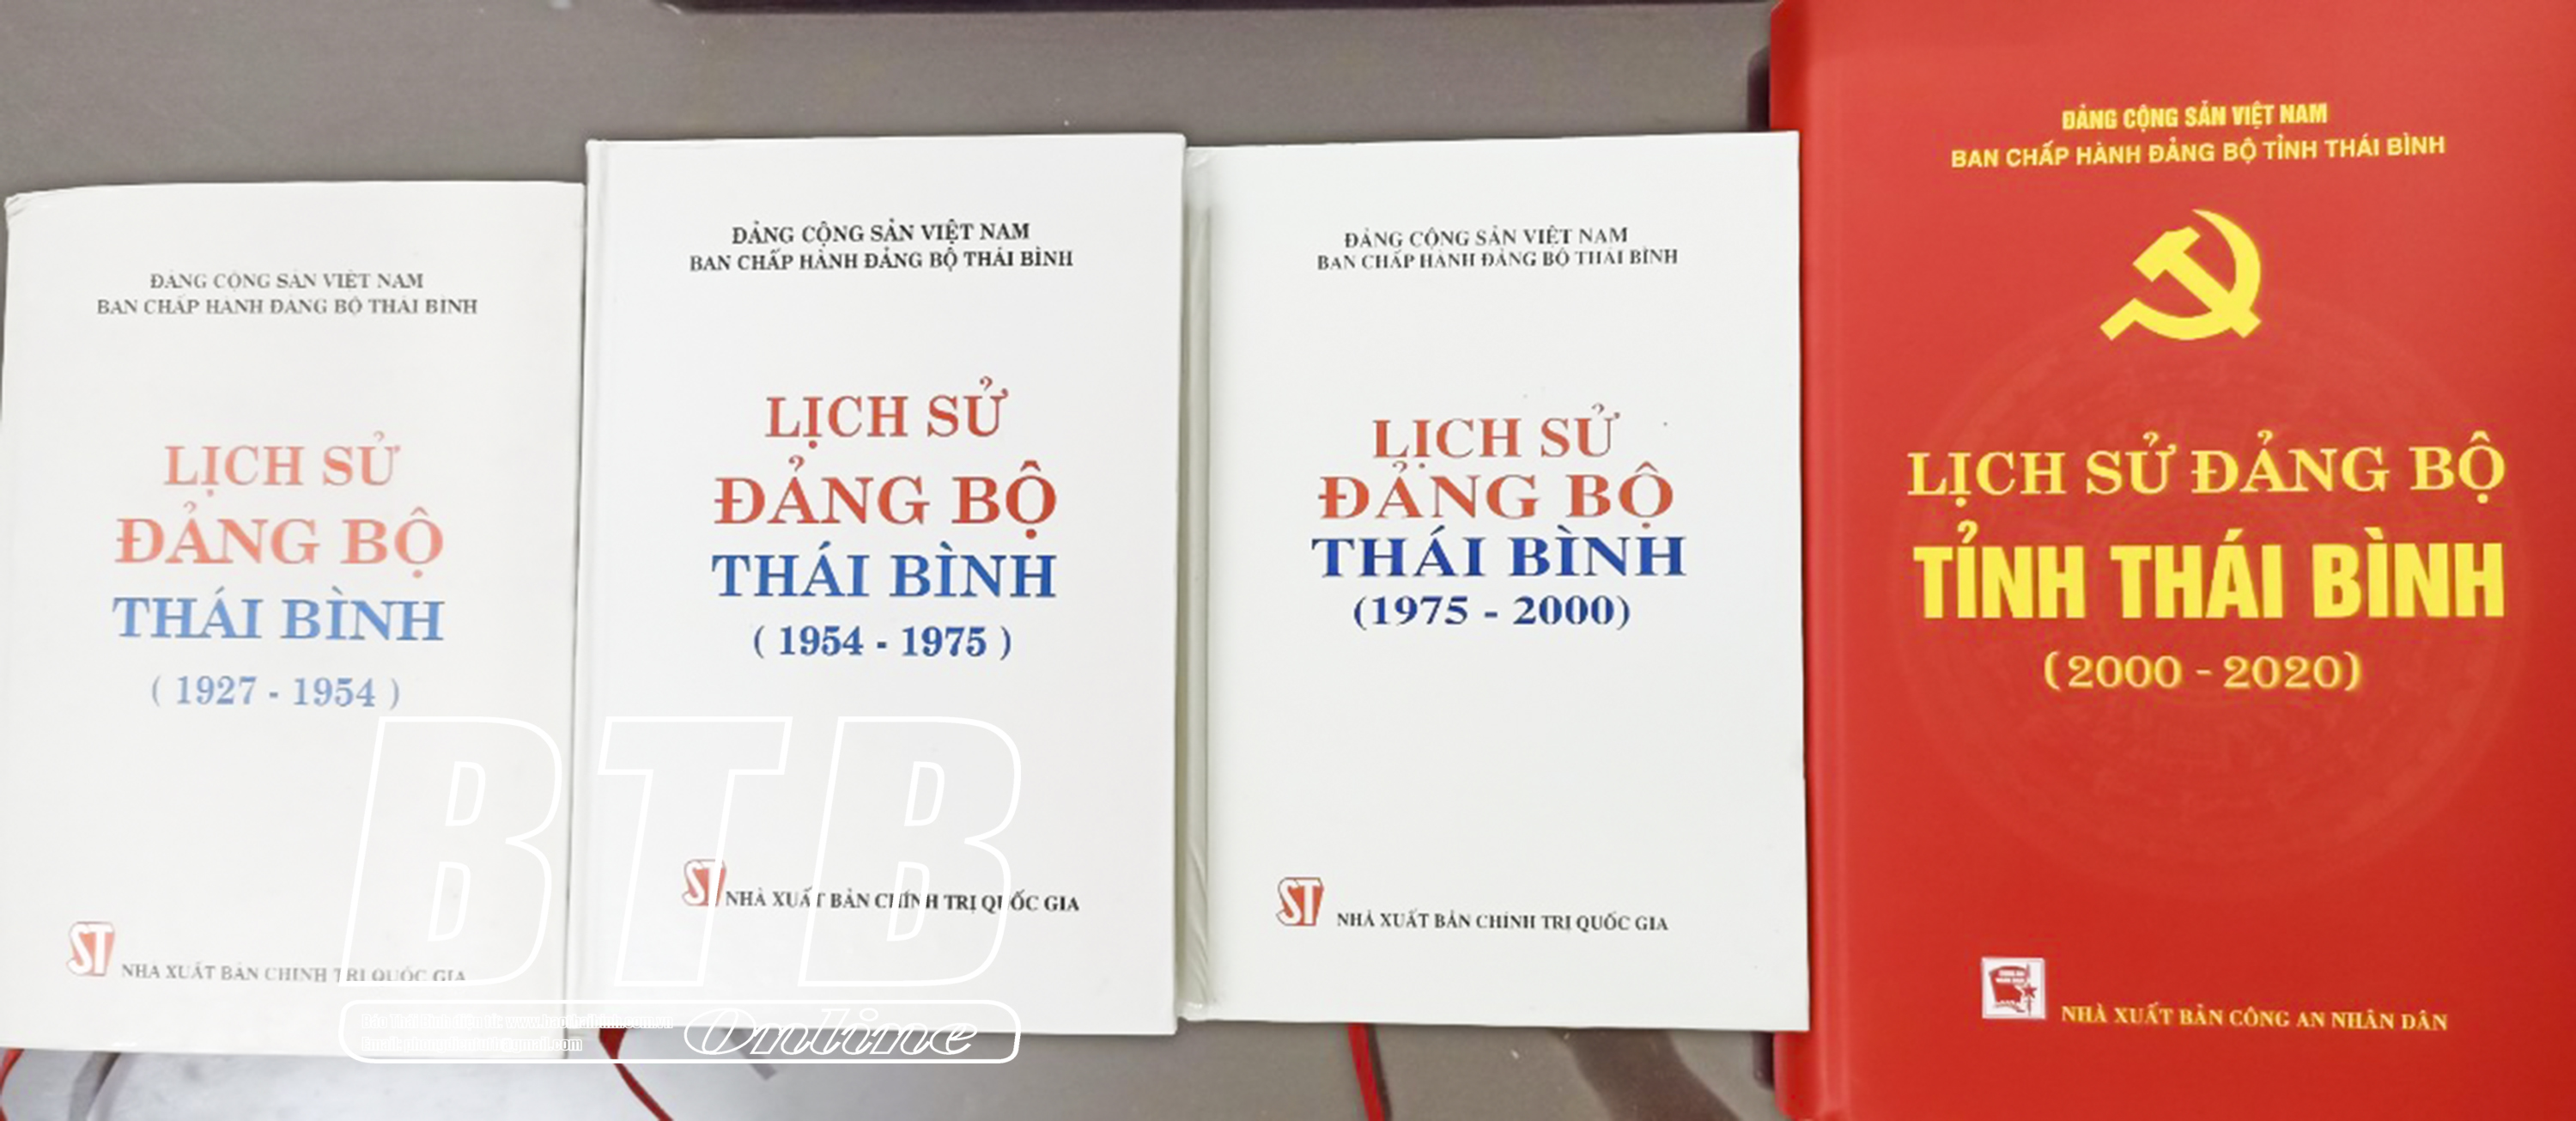 ĐẢNG CỘNG SẢN VIỆT NAM
BAN CHẤP HÀNH ĐẢNG BỘ THÁI BÌNH
LỊCH SỬ
ĐẢNG BỘ
THÁI BÌNH
( 1927 - 1954 )
ST NHÀ XUẤT BẢN CHÍNH TRỊ QUỐC GIA
ĐẢNG CỘNG SẢN VIỆT NAM
BAN CHẤP HÀNH ĐẢNG BỘ THÁI BÌNH
LỊCH SỬ
ĐẢNG BỘ
THÁI BÌNH
( 1954 - 1975 )
ST NHÀ XUẤT BẢN CHÍNH TRỊ QUỐC GIA
ĐẢNG CỘNG SẢN VIỆT NAM
BAN CHẤP HÀNH ĐẢNG BỘ THÁI BÌNH
LỊCH SỬ
ĐẢNG BỘ
THÁI BÌNH
(1975 - 2000)
ST NHÀ XUẤT BẢN CHÍNH TRỊ QUỐC GIA
ĐẢNG CỘNG SẢN VIỆT NAM
BAN CHẤP HÀNH ĐẢNG BỘ TỈNH THÁI BÌNH
LỊCH SỬ ĐẢNG BỘ
TỈNH THÁI BÌNH
(2000 - 2020)
NHÀ XUẤT BẢN CÔNG AN NHÂN DÂN
BTB
Online